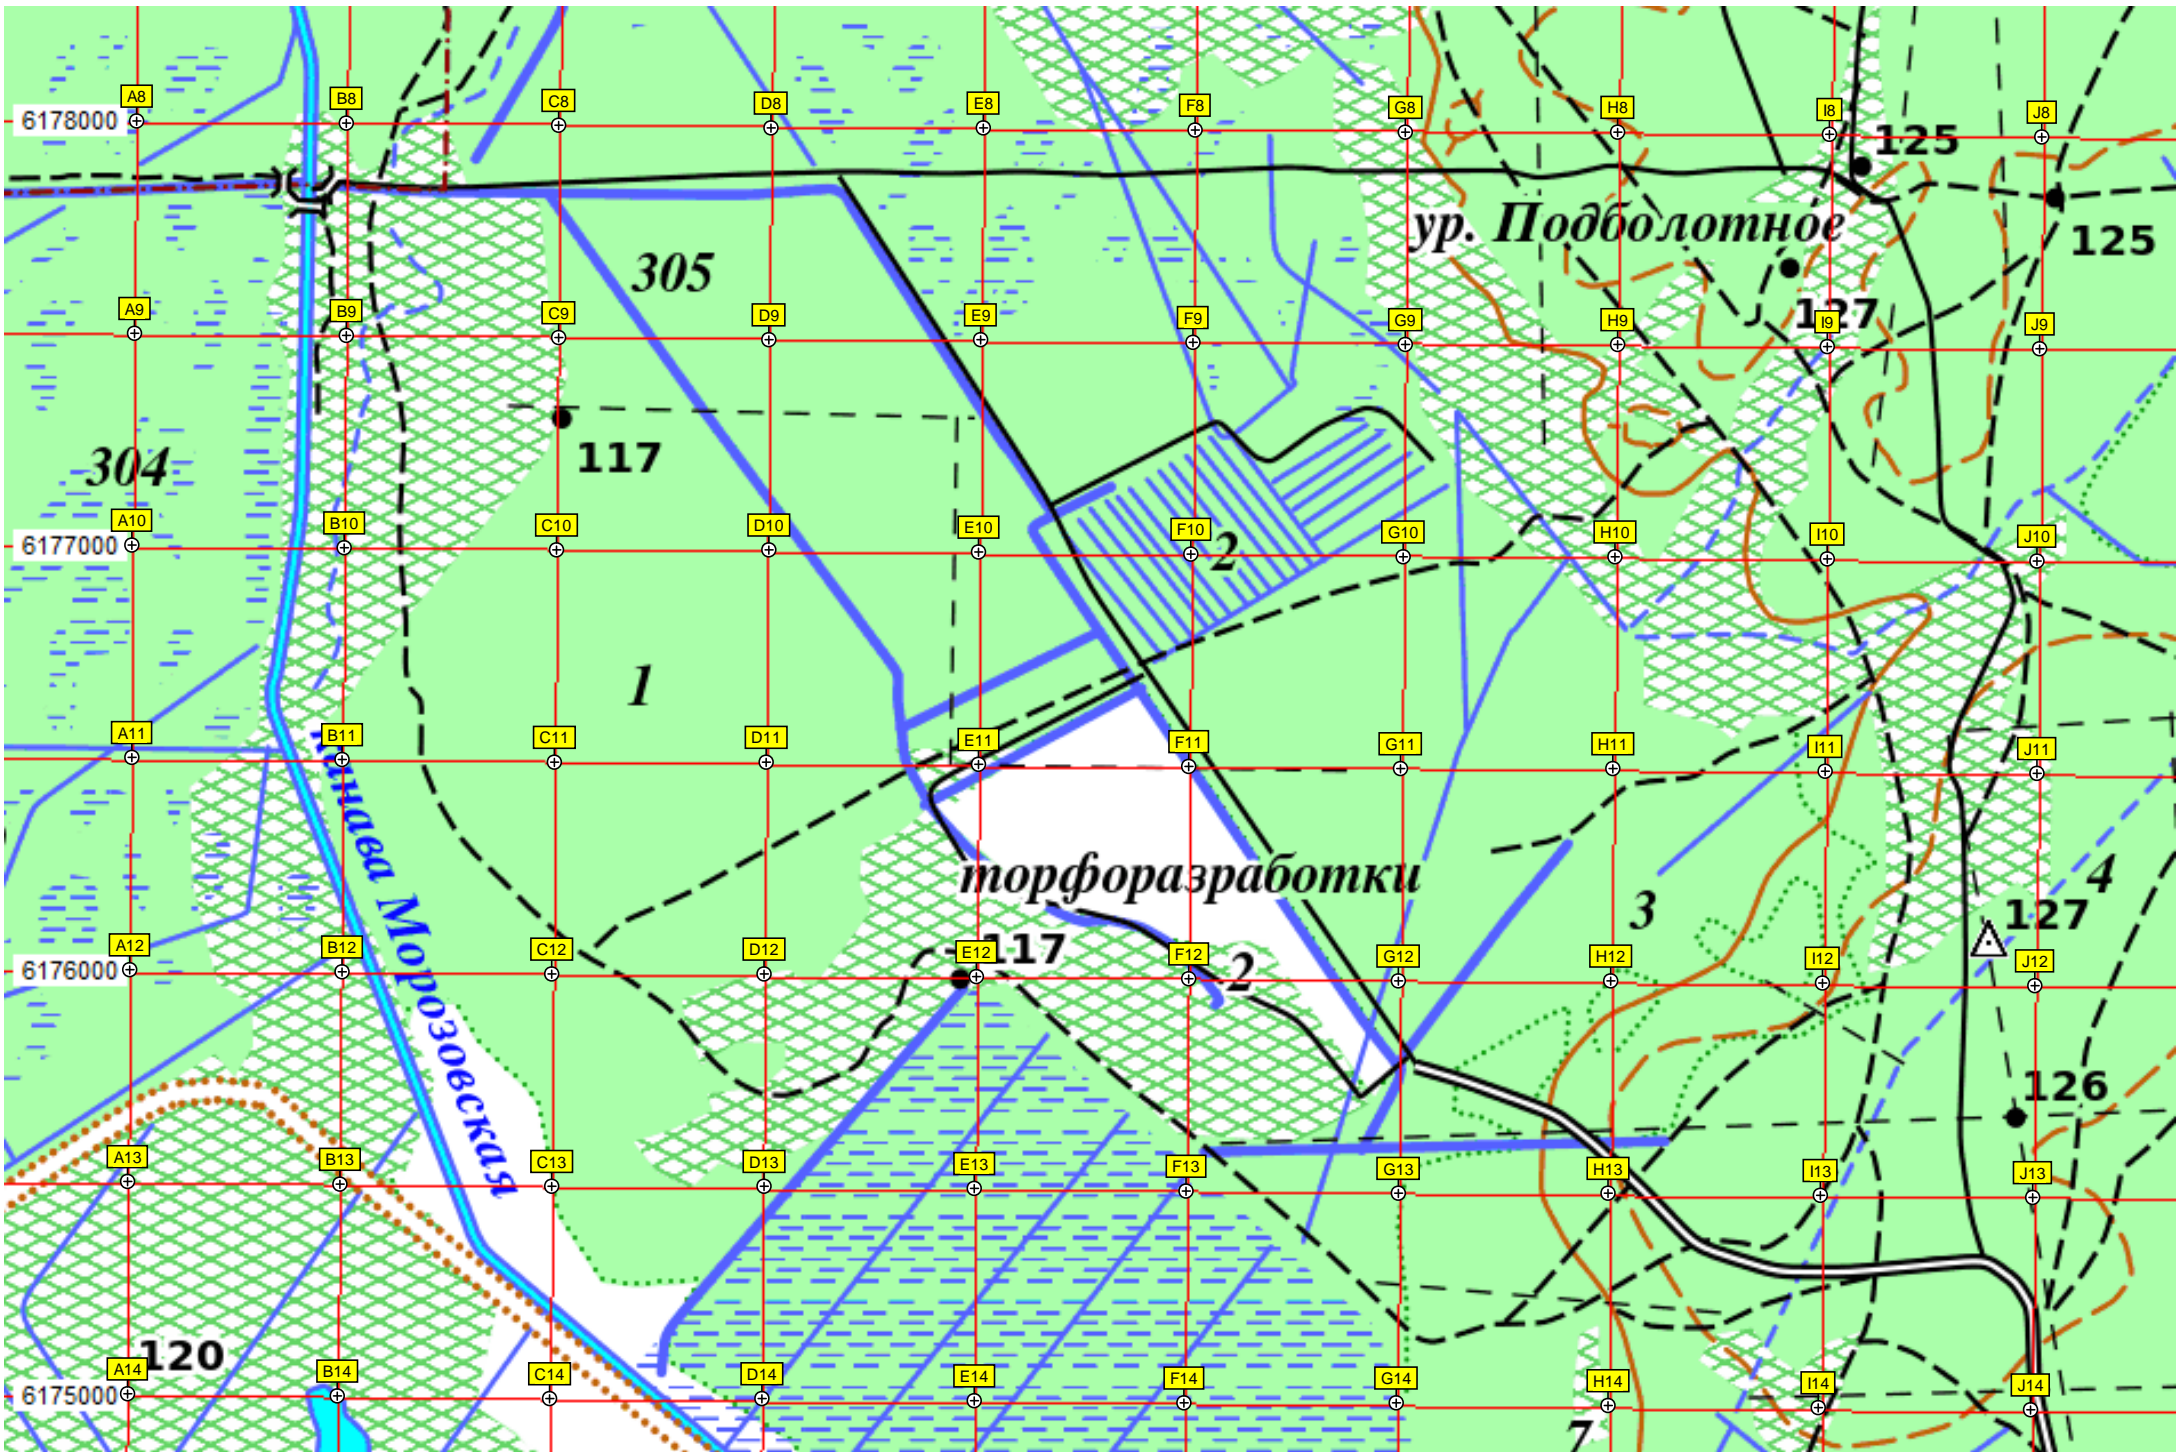 A8 B8 C8 D8 E8 F8 G8 H8 I8 J8
6178000
125
ур. Подболотное
125
305
127
A9 B9 C9 D9 E9 F9 G9 H9 I9 J9
304
117
A10 B10 C10 D10 E10 F10 G10 H10 I10 J10
6177000
2
1
A11 B11 C11 D11 E11 F11 G11 H11 I11 J11
Канава Морозовская
торфоразработки
3
4
127
A12 B12 C12 D12 E12 F12 G12 H12 I12 J12
117
6176000
2
126
A13 B13 C13 D13 E13 F13 G13 H13 I13 J13
120
A14 B14 C14 D14 E14 F14 G14 H14 I14 J14
6175000
7